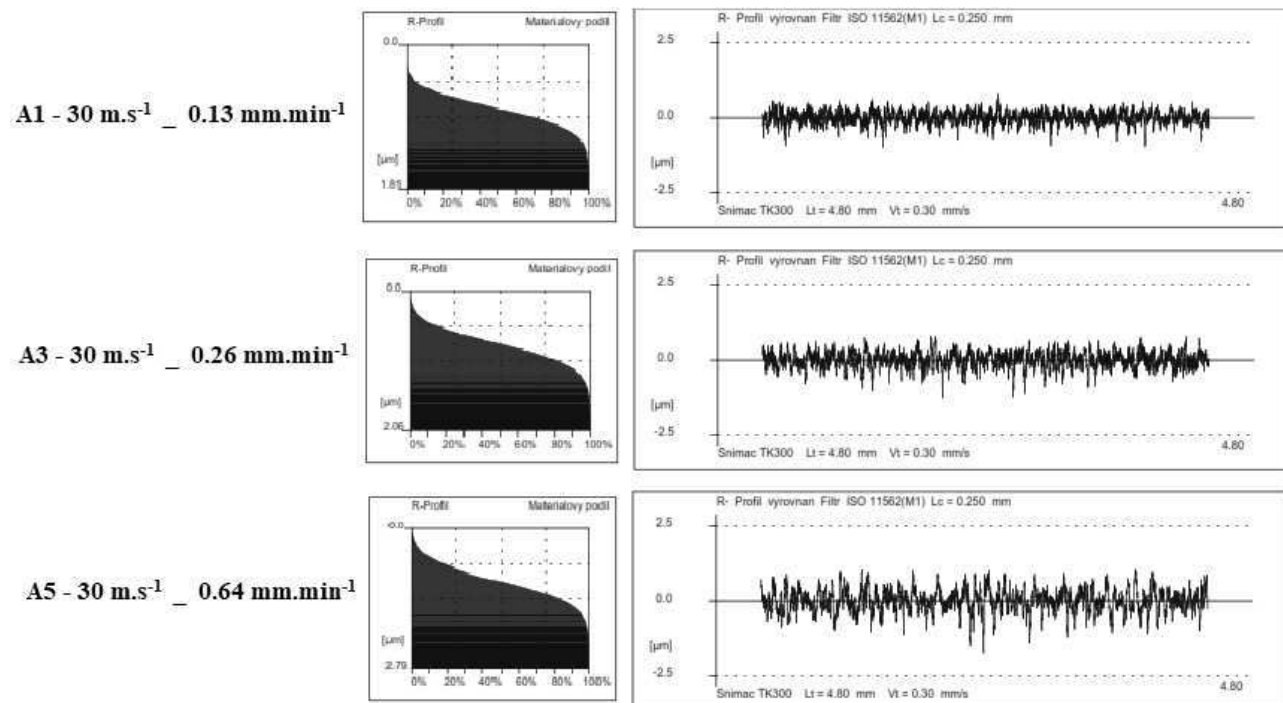 R-Profil Materialovy podil
0.0
[µm]
1.81
0% 20% 40% 60% 80% 100%
A1 - 30 m.s-1 _ 0.13 mm.min-1
R- Profil vyrovnan Filtr ISO 11562(M1) Lc = 0.250 mm
2.5
0.0
[µm]
-2.5
Snimac TK300 Lt = 4.80 mm Vt = 0.30 mm/s
4.80
R-Profil Materialovy podil
0.0
[µm]
2.06
0% 20% 40% 60% 80% 100%
A3 - 30 m.s-1 _ 0.26 mm.min-1
R- Profil vyrovnan Filtr ISO 11562(M1) Lc = 0.250 mm
2.5
0.0
[µm]
-2.5
Snimac TK300 Lt = 4.80 mm Vt = 0.30 mm/s
4.80
R-Profil Materialovy podil
0.0
[µm]
2.79
0% 20% 40% 60% 80% 100%
A5 - 30 m.s-1 _ 0.64 mm.min-1
R- Profil vyrovnan Filtr ISO 11562(M1) Lc = 0.250 mm
2.5
0.0
[µm]
-2.5
Snimac TK300 Lt = 4.80 mm Vt = 0.30 mm/s
4.80